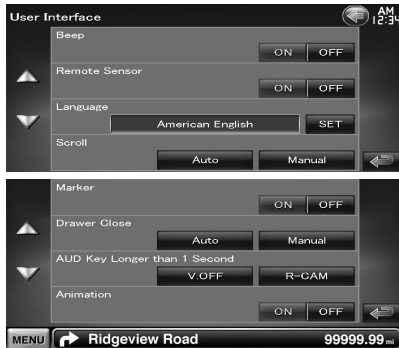 User Interface
AM
12:34
Beep
ON OFF
Remote Sensor
ON OFF
Language
American English SET
Scroll
Auto Manual
Marker
ON OFF
Drawer Close
Auto Manual
AUD Key Longer than 1 Second
V.OFF R-CAM
Animation
ON OFF
MENU Ridgeview Road 99999.99 mi